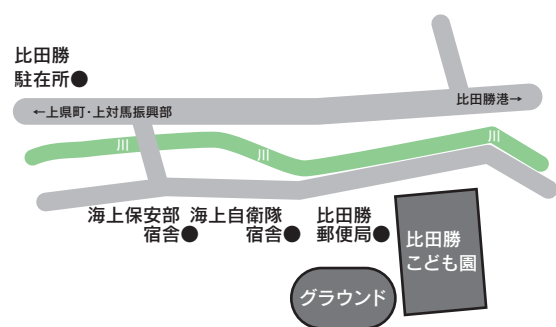 比田勝
駐在所●
←上県町・上対馬振興部
比田勝港→
川
川
川
海上保安部
宿舎●
海上自衛隊
宿舎●
比田勝
郵便局●
比田勝
こども園
グラウンド